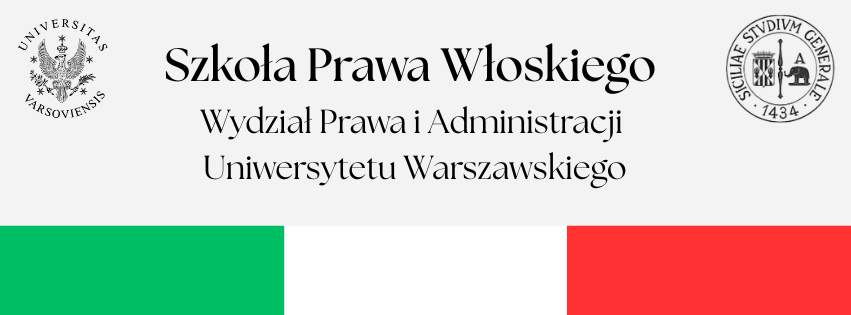 UNIVERSITAS
VARSOVIENSIS
Szkoła Prawa Włoskiego
Wydział Prawa i Administracji
Uniwersytetu Warszawskiego
SICILIAE STVDIVM GENERALE
A
· 1434 ·